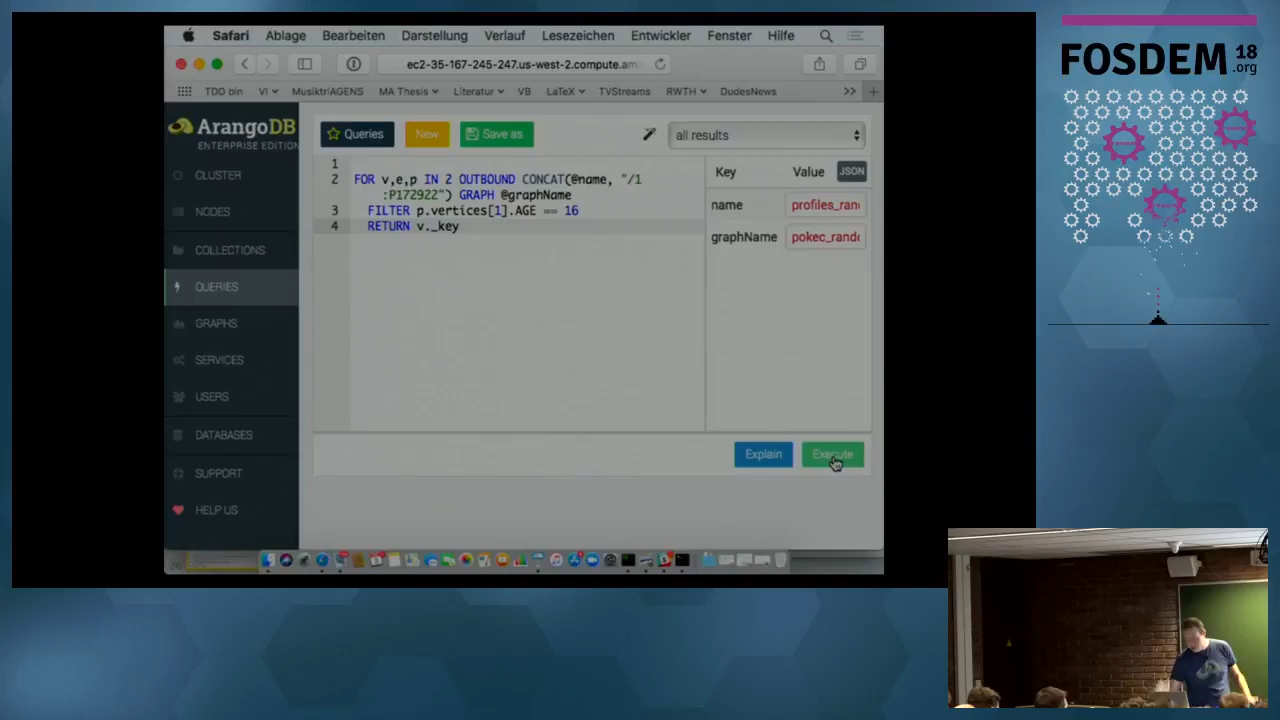 Safari Ablage Bearbeiten Darstellung Verlauf Lesezeichen Entwickler Fenster Hilfe
ec2-35-167-245-247.us-west-2.compute.am
TDD bin VI MusiktriAGENS MA Thesis Literatur VB LaTeX TVStreams RWTH DudesNews >>
ArangoDB
ENTERPRISE EDITION
CLUSTER
NODES
COLLECTIONS
QUERIES
GRAPHS
SERVICES
USERS
DATABASES
SUPPORT
HELP US
Queries New Save as all results
1
2 FOR v,e,p IN 2 OUTBOUND CONCAT(@name, "/1
:P172922") GRAPH @graphName
3 FILTER p.vertices[1].AGE == 16
4 RETURN v._key
Key Value JSON
name profiles_ran
graphName pokec_rand
Explain Execute
FOSDEM 18
.org